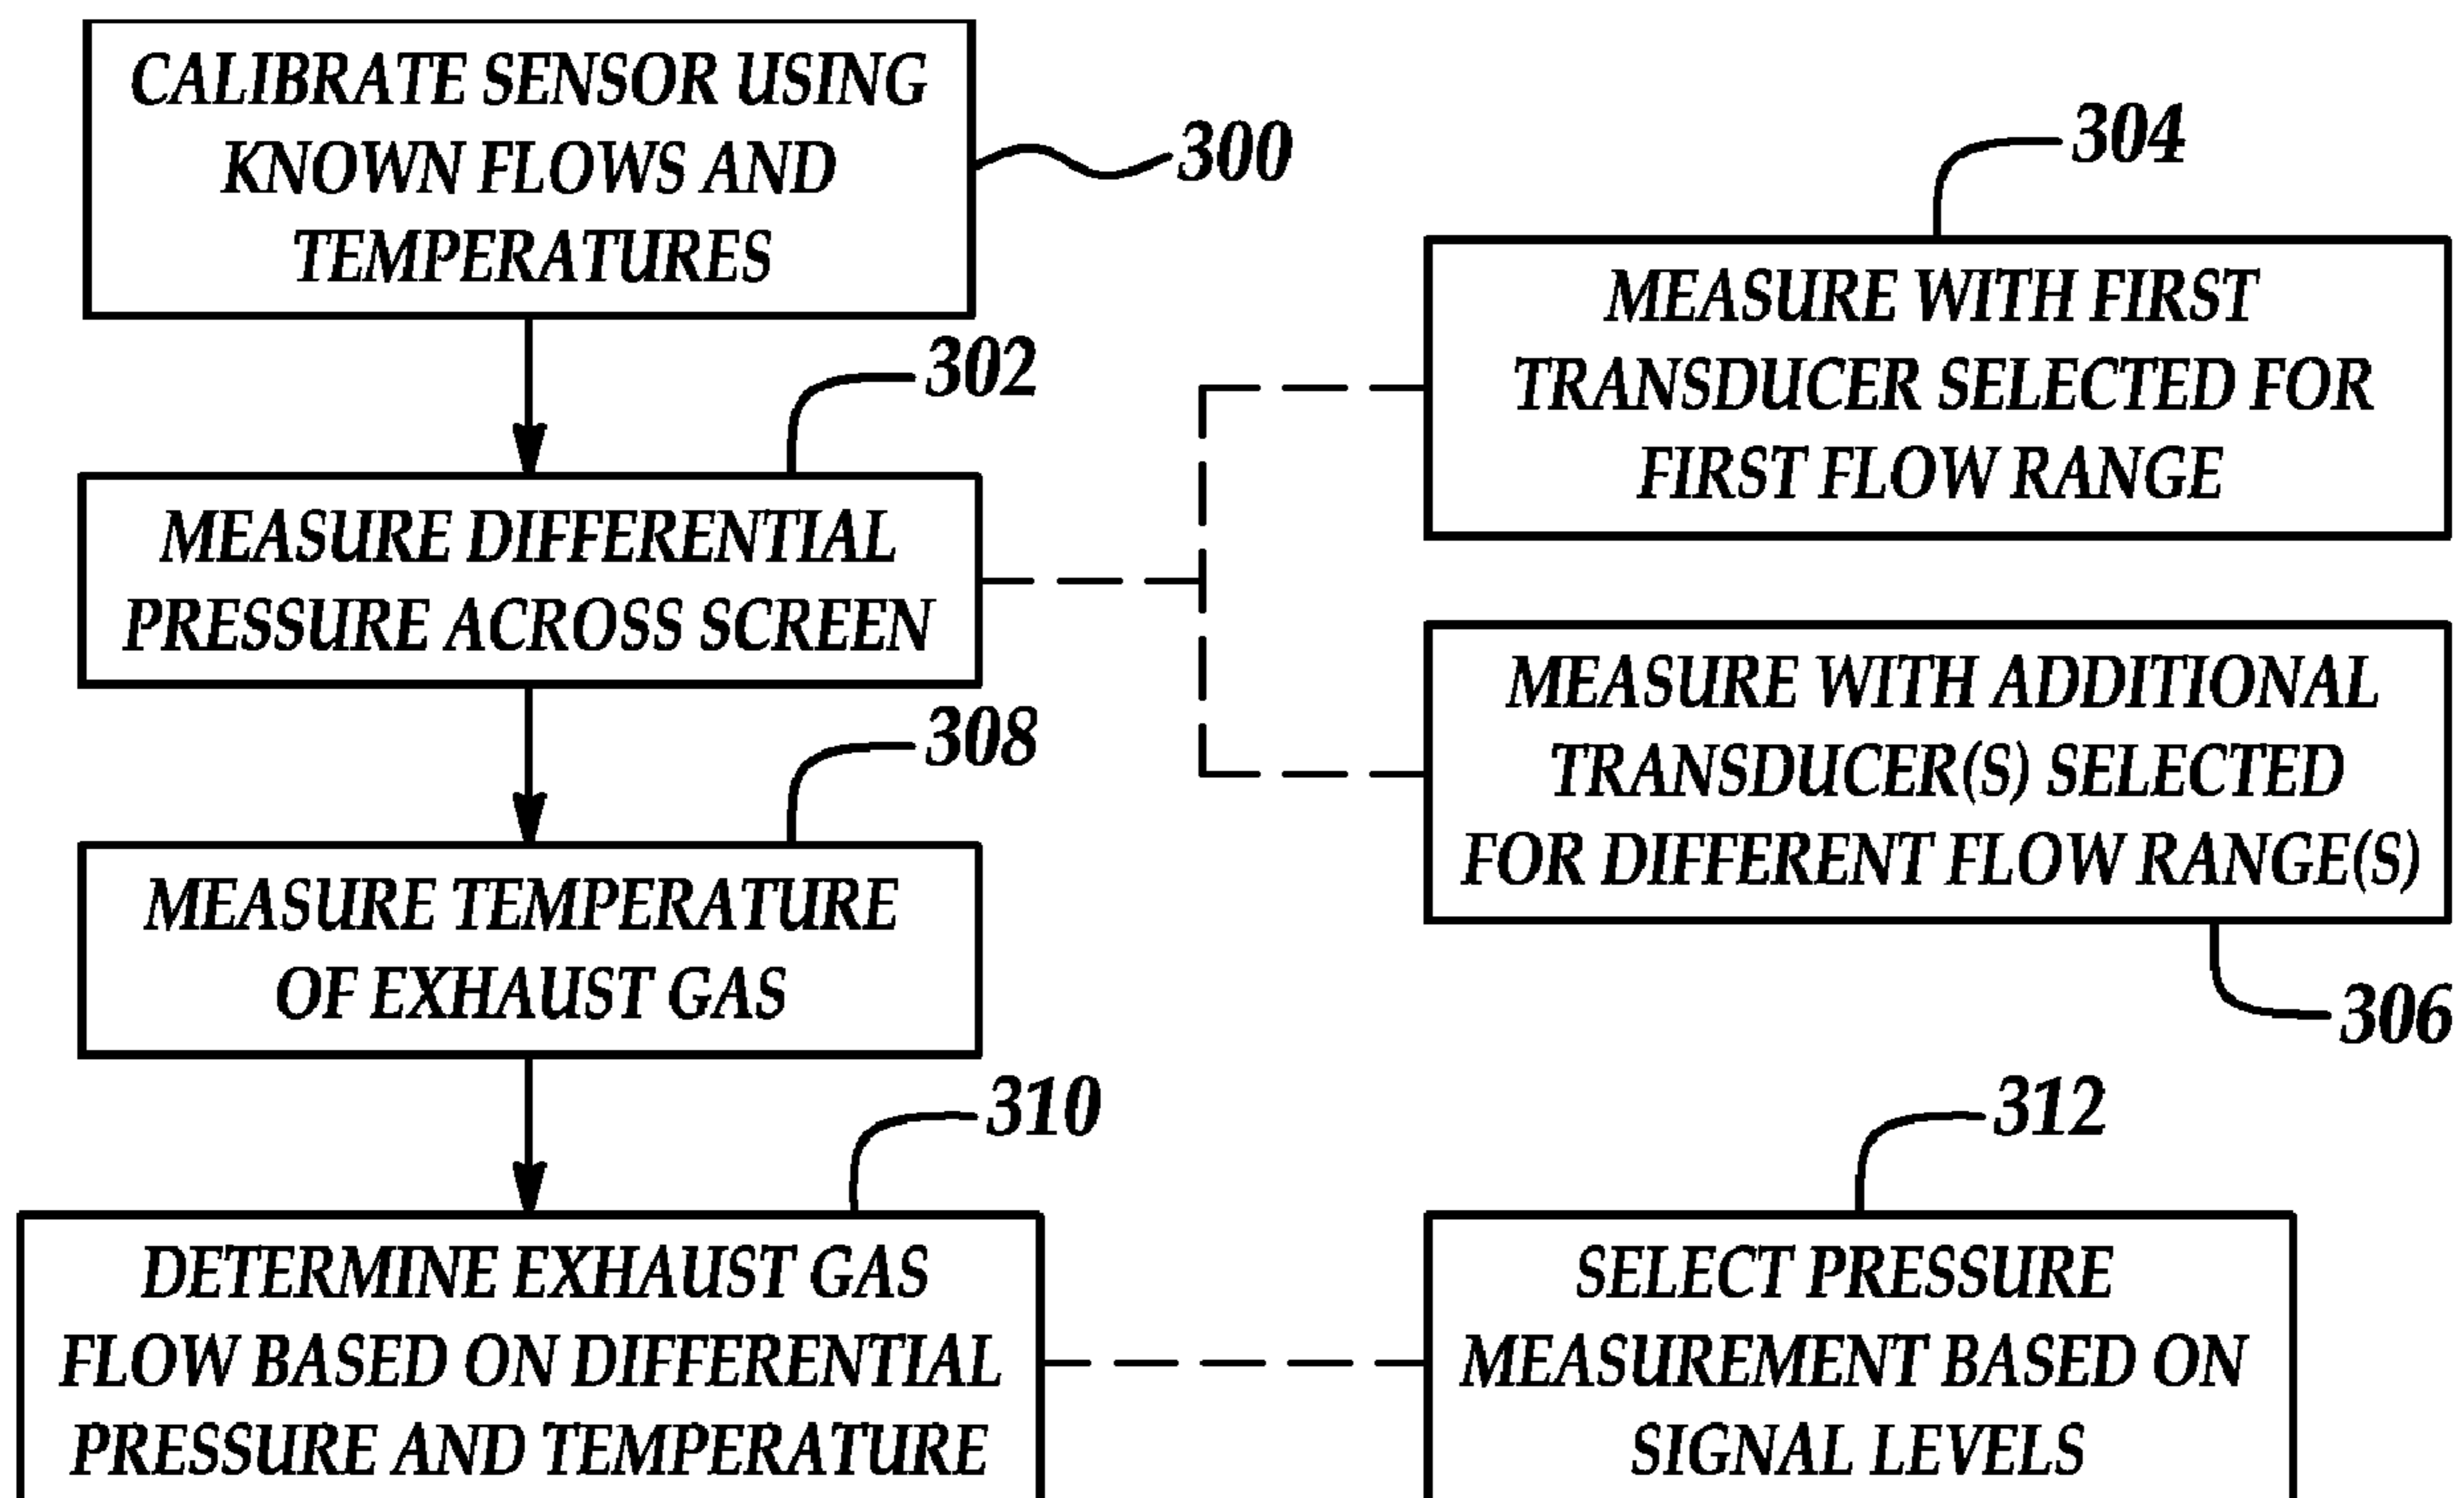 CALIBRATE SENSOR USING
KNOWN FLOWS AND
TEMPERATURES
300
302
MEASURE DIFFERENTIAL
PRESSURE ACROSS SCREEN
304
MEASURE WITH FIRST
TRANSDUCER SELECTED FOR
FIRST FLOW RANGE
MEASURE WITH ADDITIONAL
TRANSDUCER(S) SELECTED
FOR DIFFERENT FLOW RANGE(S)
306
308
MEASURE TEMPERATURE
OF EXHAUST GAS
310
DETERMINE EXHAUST GAS
FLOW BASED ON DIFFERENTIAL
PRESSURE AND TEMPERATURE
312
SELECT PRESSURE
MEASUREMENT BASED ON
SIGNAL LEVELS